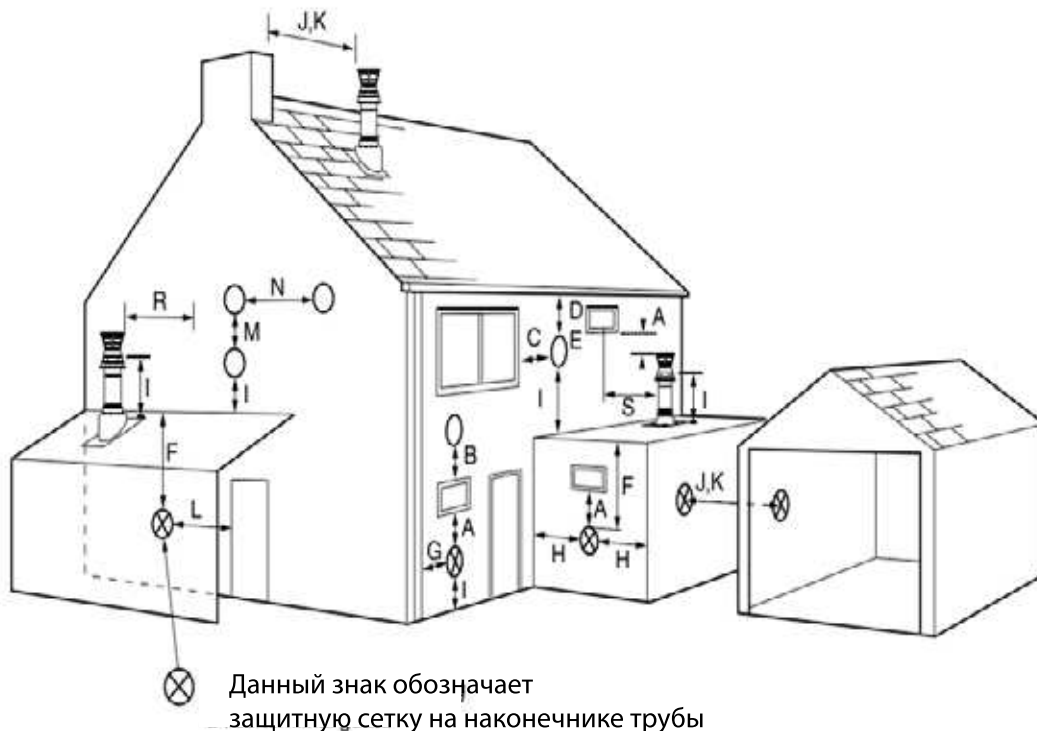 J,K
N
R
M
D
A
C
E
I
I
I
I
S
F
B
F
J,K
L
A
A
G
H
H
I
Данный знак обозначает
защитную сетку на наконечнике трубы